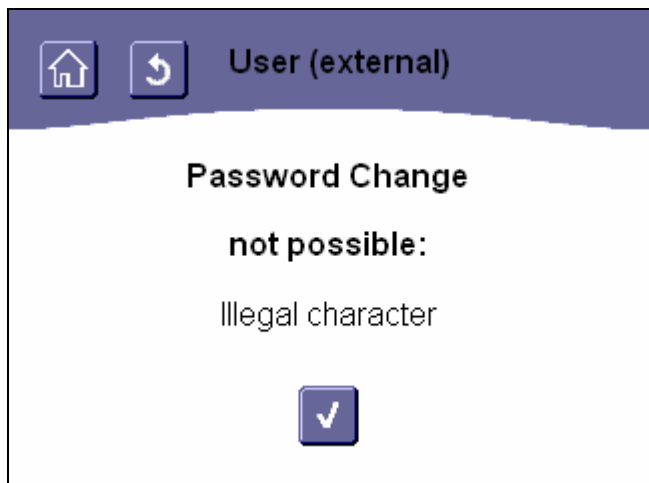 User (external)
Password Change
not possible:
Illegal character